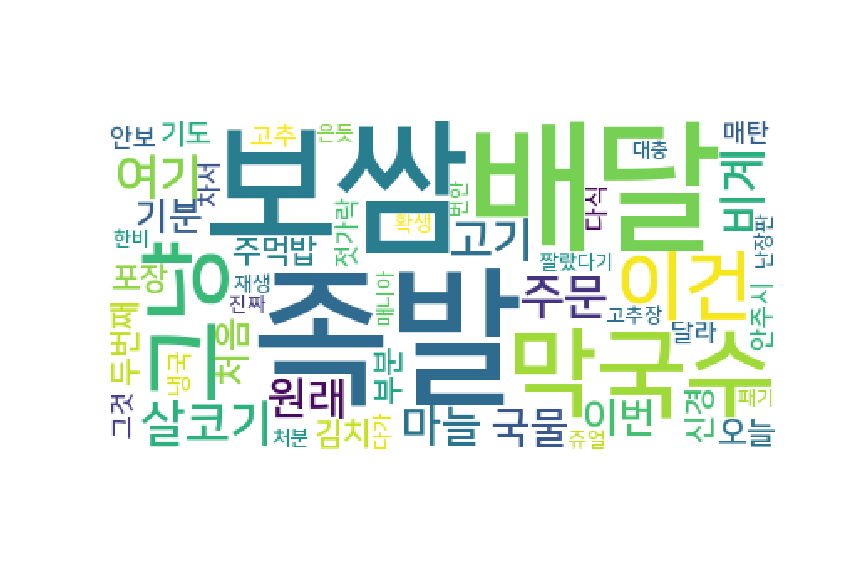 안보
기도
고추
은듯
보쌈
배달
대충
매탄
여기
차서
기분
한비
주먹밥
젓가락
확생
번안
고기
다식
비계
난장판
포장
그냥
재생
진짜
족발
매니아
짤랐다기
주문
이건
고추장
달라
안주시
두번째
냉국
처음
원래
부분
막국수
그것
살코기
처분
김치
다가
마늘
국물
쥬얼
이번
신경
패기
오늘